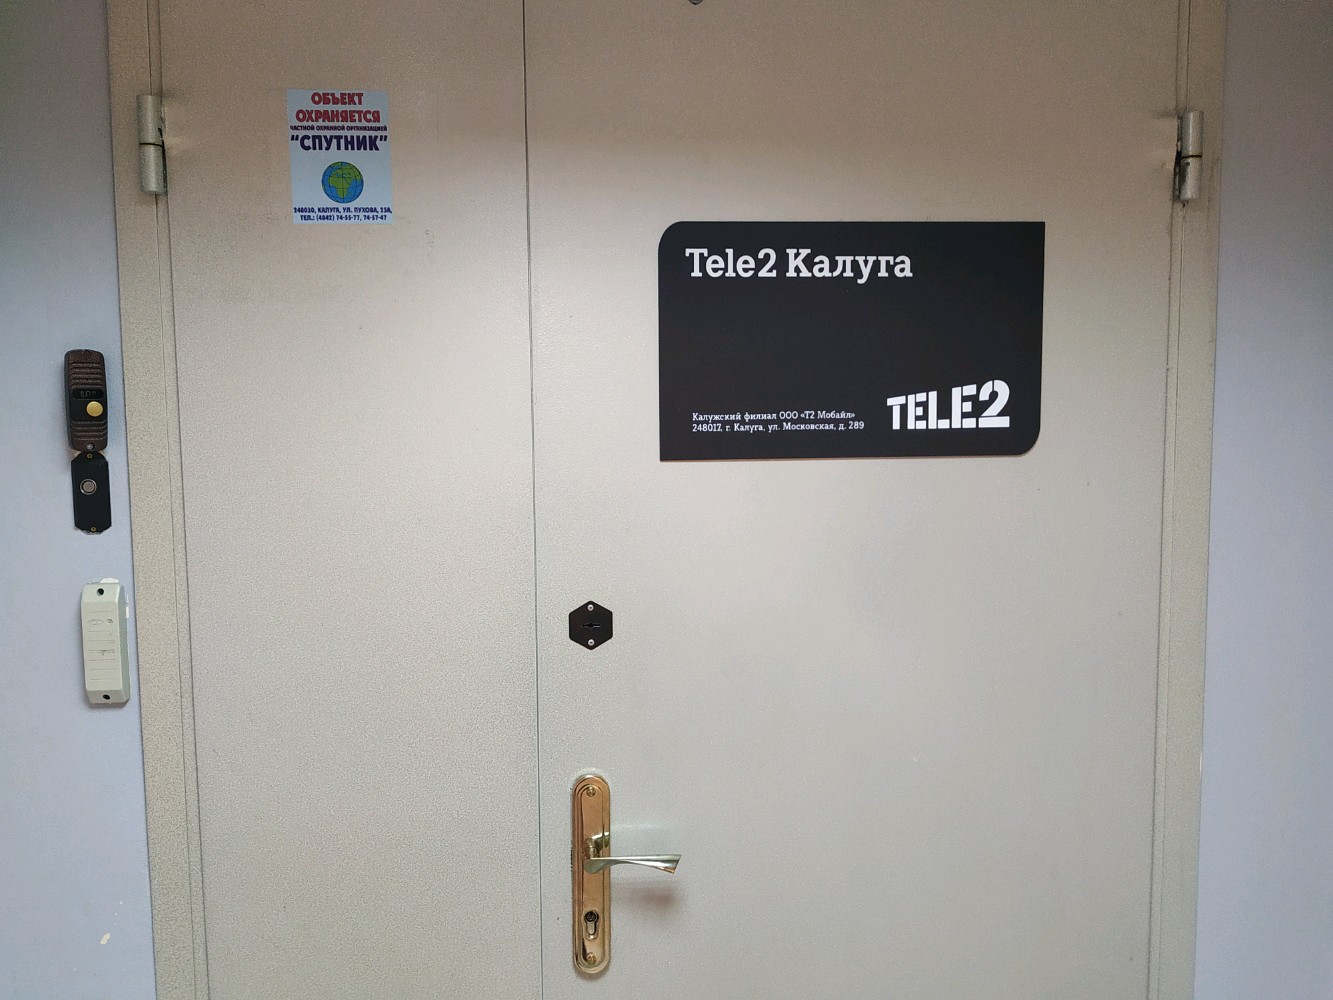 ОБЪЕКТ
ОХРАНЯЕТСЯ
ЧАСТНОЙ ОХРАННОЙ ОРГАНИЗАЦИЕЙ
"СПУТНИК"
248010, КАЛУГА, УЛ. ПУХОВА, 23А,
ТЕЛ.: (4842) 74-55-77, 74-57-47
Tele2 Калуга
Калужский филиал ООО «Т2 Мобайл»
248017, г. Калуга, ул. Московская, д. 289
TELE2